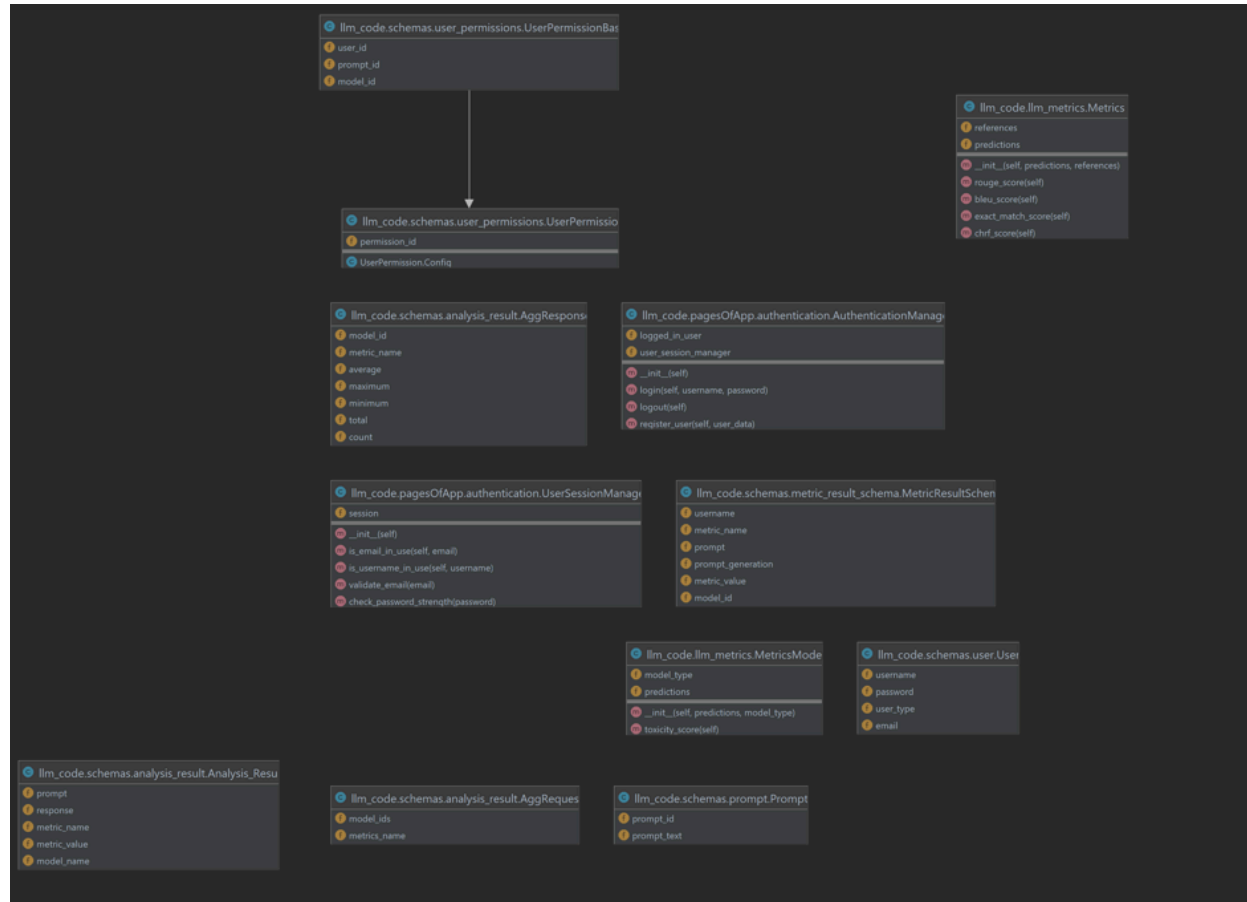 llm_code.schemas.user_permissions.UserPermissionBas
user_id
prompt_id
model_id
llm_code.llm_metrics.Metrics
references
predictions
__init__(self, predictions, references)
rouge_score(self)
bleu_score(self)
exact_match_score(self)
chrf_score(self)
llm_code.schemas.user_permissions.UserPermissio
permission_id
UserPermission.Config
llm_code.schemas.analysis_result.AggRespons
model_id
metric_name
average
maximum
minimum
total
count
llm_code.pagesOfApp.authentication.AuthenticationManag
logged_in_user
user_session_manager
__init__(self)
login(self, username, password)
logout(self)
register_user(self, user_data)
llm_code.pagesOfApp.authentication.UserSessionManag
session
__init__(self)
is_email_in_use(self, email)
is_username_in_use(self, username)
validate_email(email)
check_password_strength(password)
llm_code.schemas.metric_result_schema.MetricResultSchen
username
metric_name
prompt
prompt_generation
metric_value
model_id
llm_code.llm_metrics.MetricsMode
model_type
predictions
__init__(self, predictions, model_type)
toxicity_score(self)
llm_code.schemas.user.User
username
password
user_type
email
llm_code.schemas.analysis_result.Analysis_Resu
prompt
response
metric_name
metric_value
model_name
llm_code.schemas.analysis_result.AggReques
model_ids
metrics_name
llm_code.schemas.prompt.Prompt
prompt_id
prompt_text